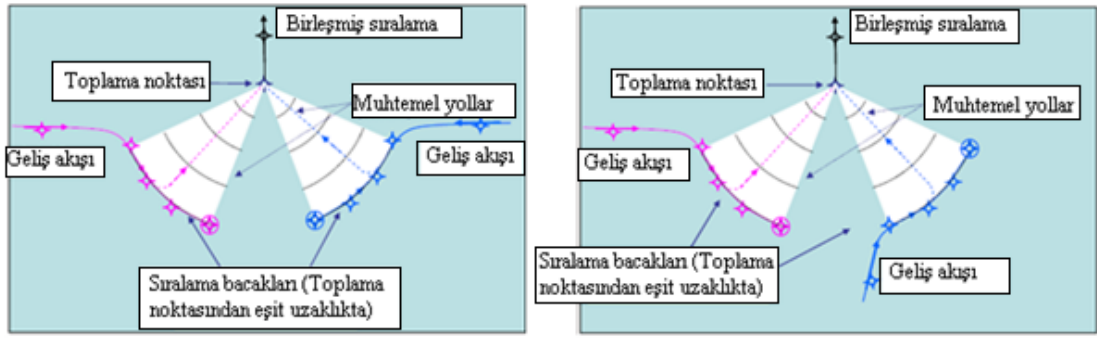 Birleşmiş sıralama
Toplama noktası
Muhtemel yollar
Geliş akışı
Geliş akışı
Sıralama bacakları (Toplama
noktasından eşit uzaklıkta)
Birleşmiş sıralama
Toplama noktası
Muhtemel yollar
Geliş akışı
Sıralama bacakları (Toplama
noktasından eşit uzaklıkta)
Geliş akışı